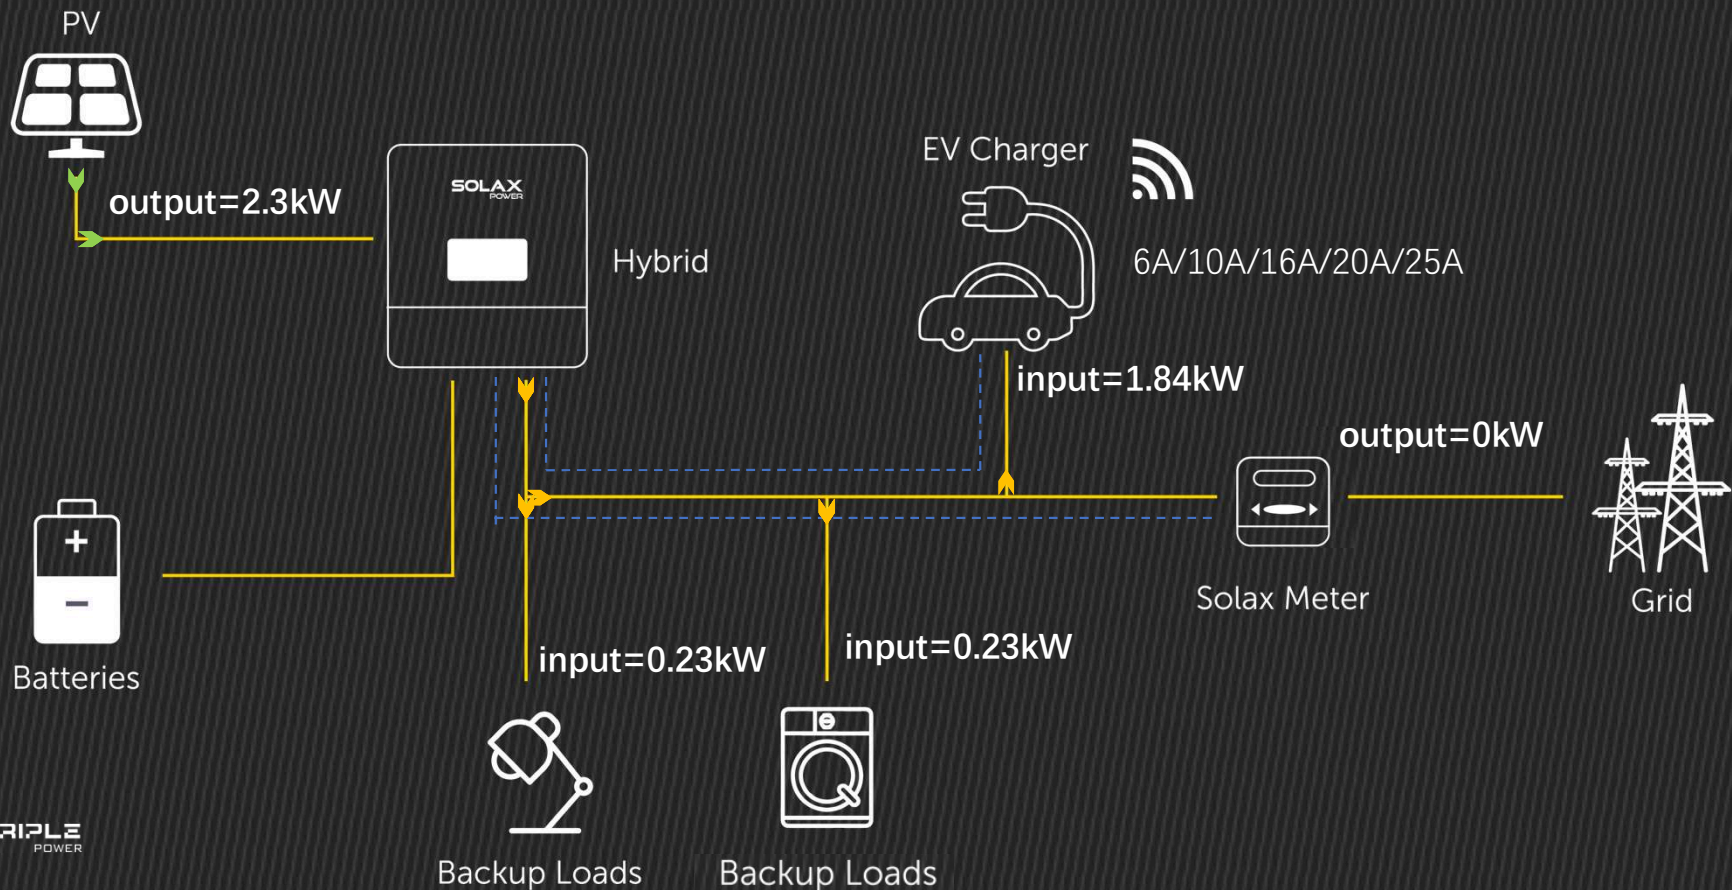 PV
output=2.3kW
SOLAX
POWER
Hybrid
EV Charger
6A/10A/16A/20A/25A
input=1.84kW
output=0kW
+
−
Batteries
Solax Meter
Grid
input=0.23kW
input=0.23kW
Backup Loads
Backup Loads
RIPLE
POWER